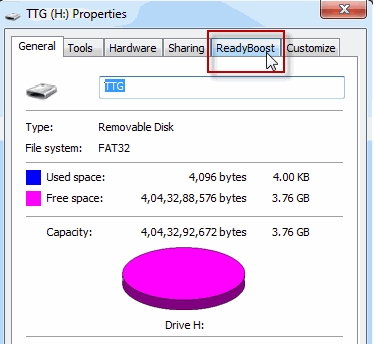 TTG (H:) Properties
General Tools Hardware Sharing ReadyBoost Customize
TTG
Type: Removable Disk
File system: FAT32
Used space: 4,096 bytes 4.00 KB
Free space: 4,04,32,88,576 bytes 3.76 GB
Capacity: 4,04,32,92,672 bytes 3.76 GB
Drive H: